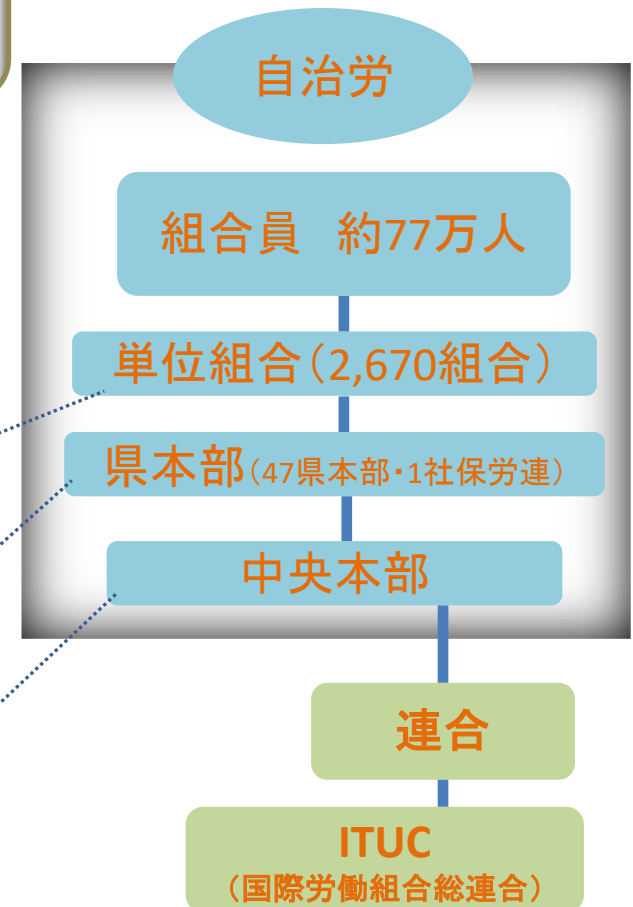 自治労
組合員　約77万人
単位組合（2,670組合）
県本部（47県本部・1社保労連）
中央本部
連合
ITUC
（国際労働組合総連合）